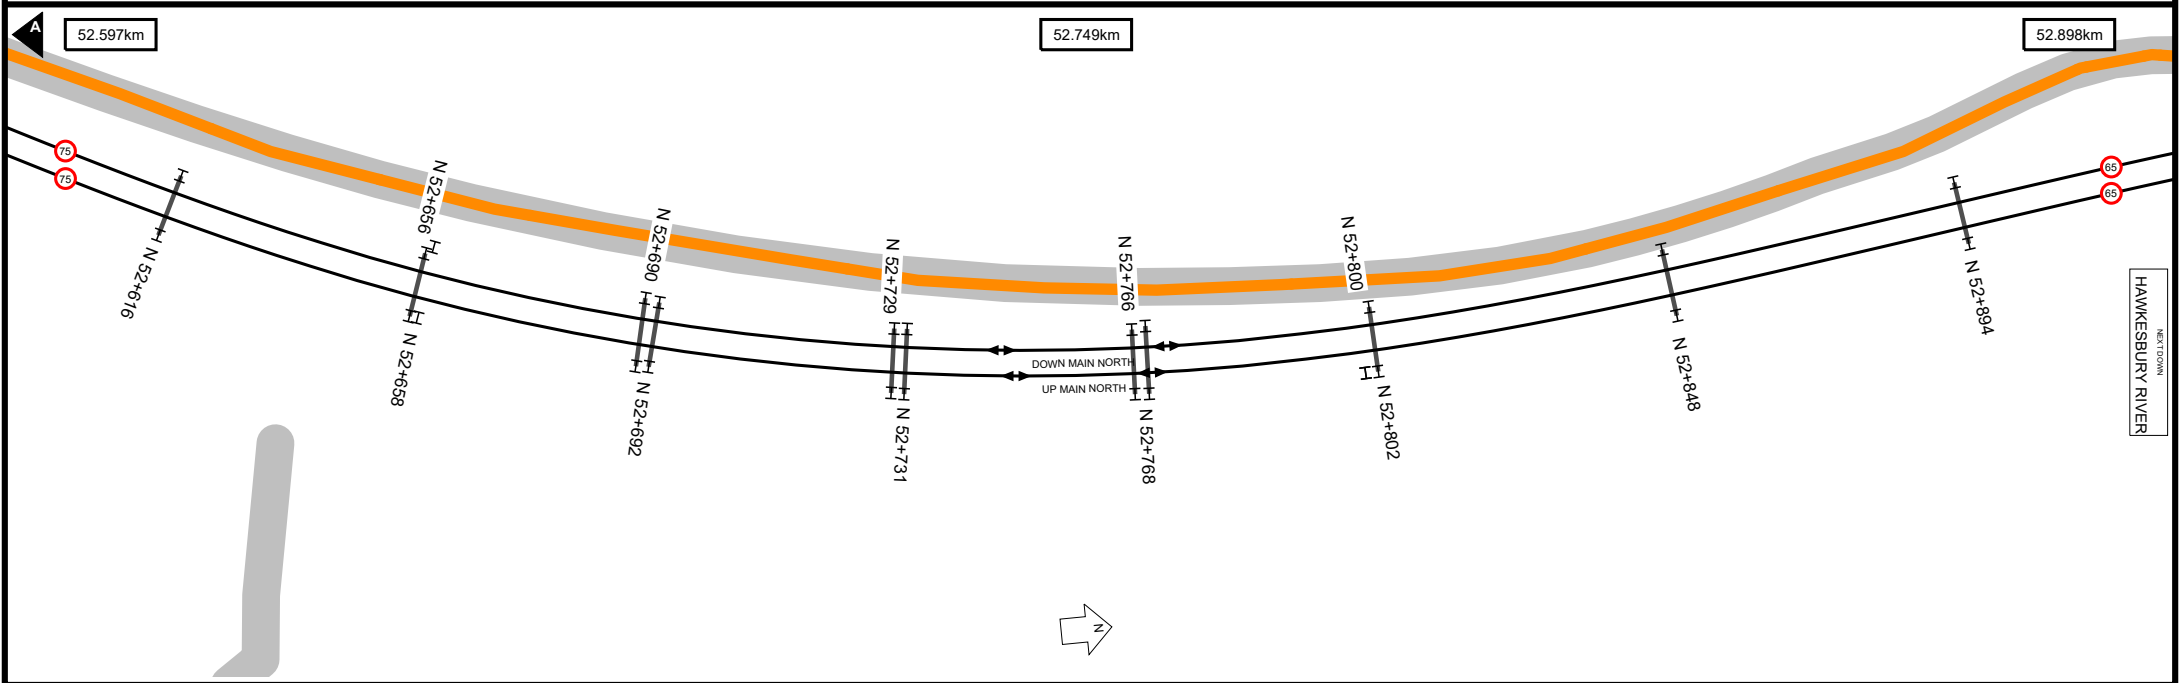 A
52.597km
52.749km
52.898km
75
75
65
65
N 52+616
N 52+656
N 52+658
N 52+690
N 52+692
N 52+729
N 52+731
N 52+766
N 52+768
N 52+800
N 52+802
N 52+848
N 52+894
DOWN MAIN NORTH
UP MAIN NORTH
NEXT DOWN
HAWKESBURY RIVER
N